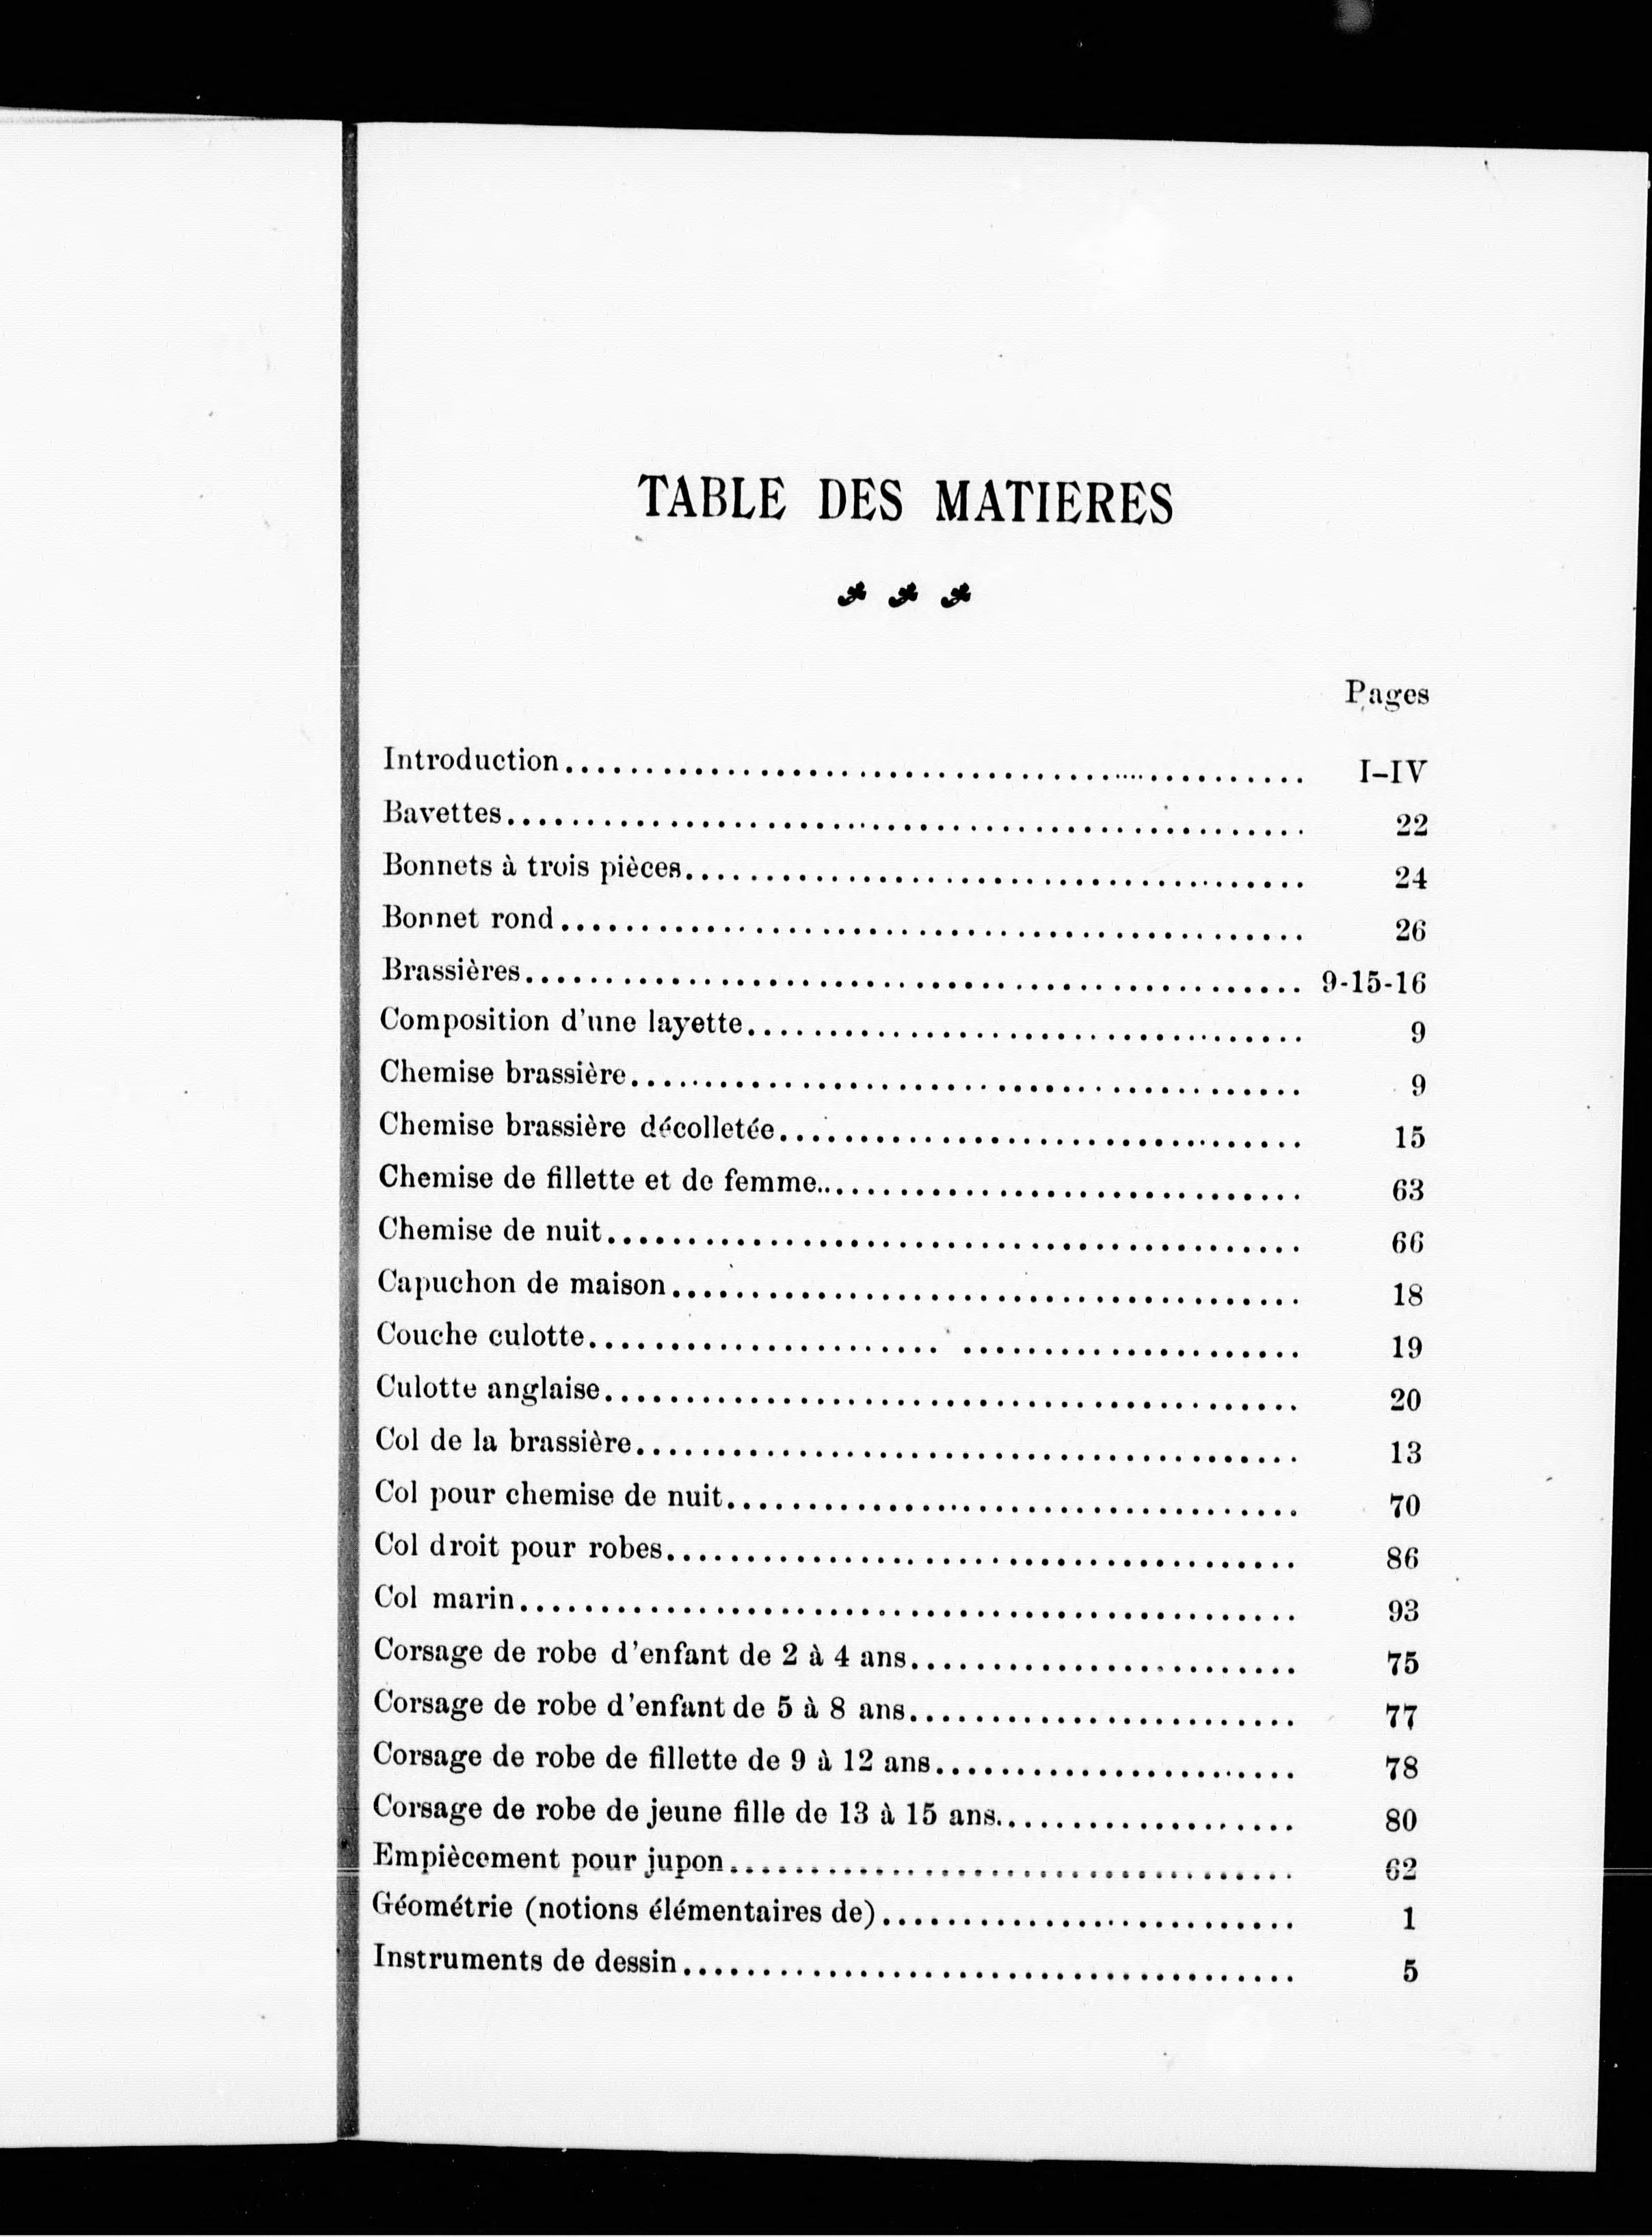 TABLE DES MATIERES
Pages
Introduction.............................................. I-IV
Bavettes.................................................. 22
Bonnets à trois pièces....................................... 24
Bonnet rond.............................................. 26
Brassières................................................ 9-15-16
Composition d'une layette................................... 9
Chemise brassière.......................................... 9
Chemise brassière décolletée................................. 15
Chemise de fillette et de femme.............................. 63
Chemise de nuit........................................... 66
Capuchon de maison....................................... 18
Couche culotte...................... ..................... 19
Culotte anglaise........................................... 20
Col de la brassière......................................... 13
Col pour chemise de nuit.................................... 70
Col droit pour robes....................................... 86
Col marin................................................ 93
Corsage de robe d'enfant de 2 à 4 ans........................ 75
Corsage de robe d'enfant de 5 à 8 ans........................ 77
Corsage de robe de fillette de 9 à 12 ans...................... 78
Corsage de robe de jeune fille de 13 à 15 ans................... 80
Empiècement pour jupon................................... 62
Géométrie (notions élémentaires de).......................... 1
Instruments de dessin...................................... 5